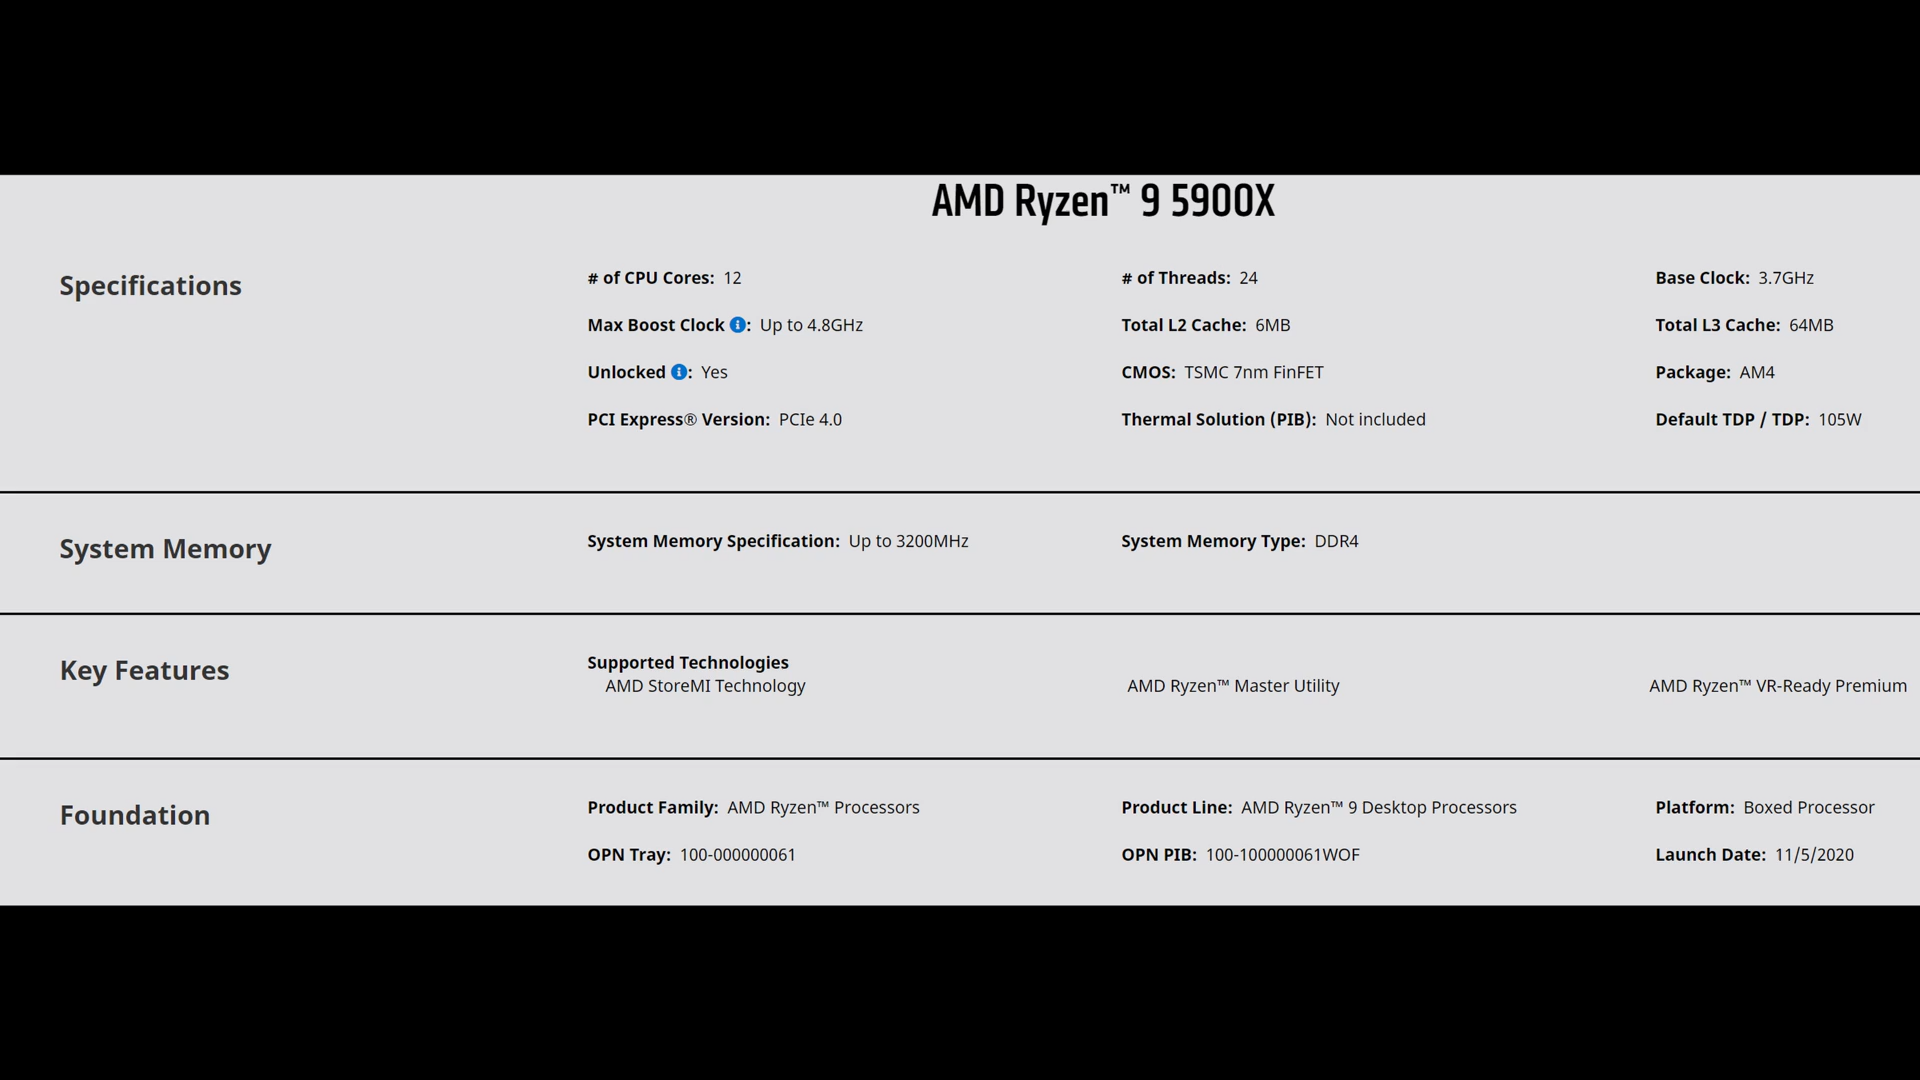 AMD Ryzen™ 9 5900X
Specifications
# of CPU Cores: 12
# of Threads: 24
Base Clock: 3.7GHz
Max Boost Clock i: Up to 4.8GHz
Total L2 Cache: 6MB
Total L3 Cache: 64MB
Unlocked i: Yes
CMOS: TSMC 7nm FinFET
Package: AM4
PCI Express® Version: PCIe 4.0
Thermal Solution (PIB): Not included
Default TDP / TDP: 105W
System Memory
System Memory Specification: Up to 3200MHz
System Memory Type: DDR4
Key Features
Supported Technologies
AMD StoreMI Technology
AMD Ryzen™ Master Utility
AMD Ryzen™ VR-Ready Premium
Foundation
Product Family: AMD Ryzen™ Processors
Product Line: AMD Ryzen™ 9 Desktop Processors
Platform: Boxed Processor
OPN Tray: 100-000000061
OPN PIB: 100-100000061WOF
Launch Date: 11/5/2020